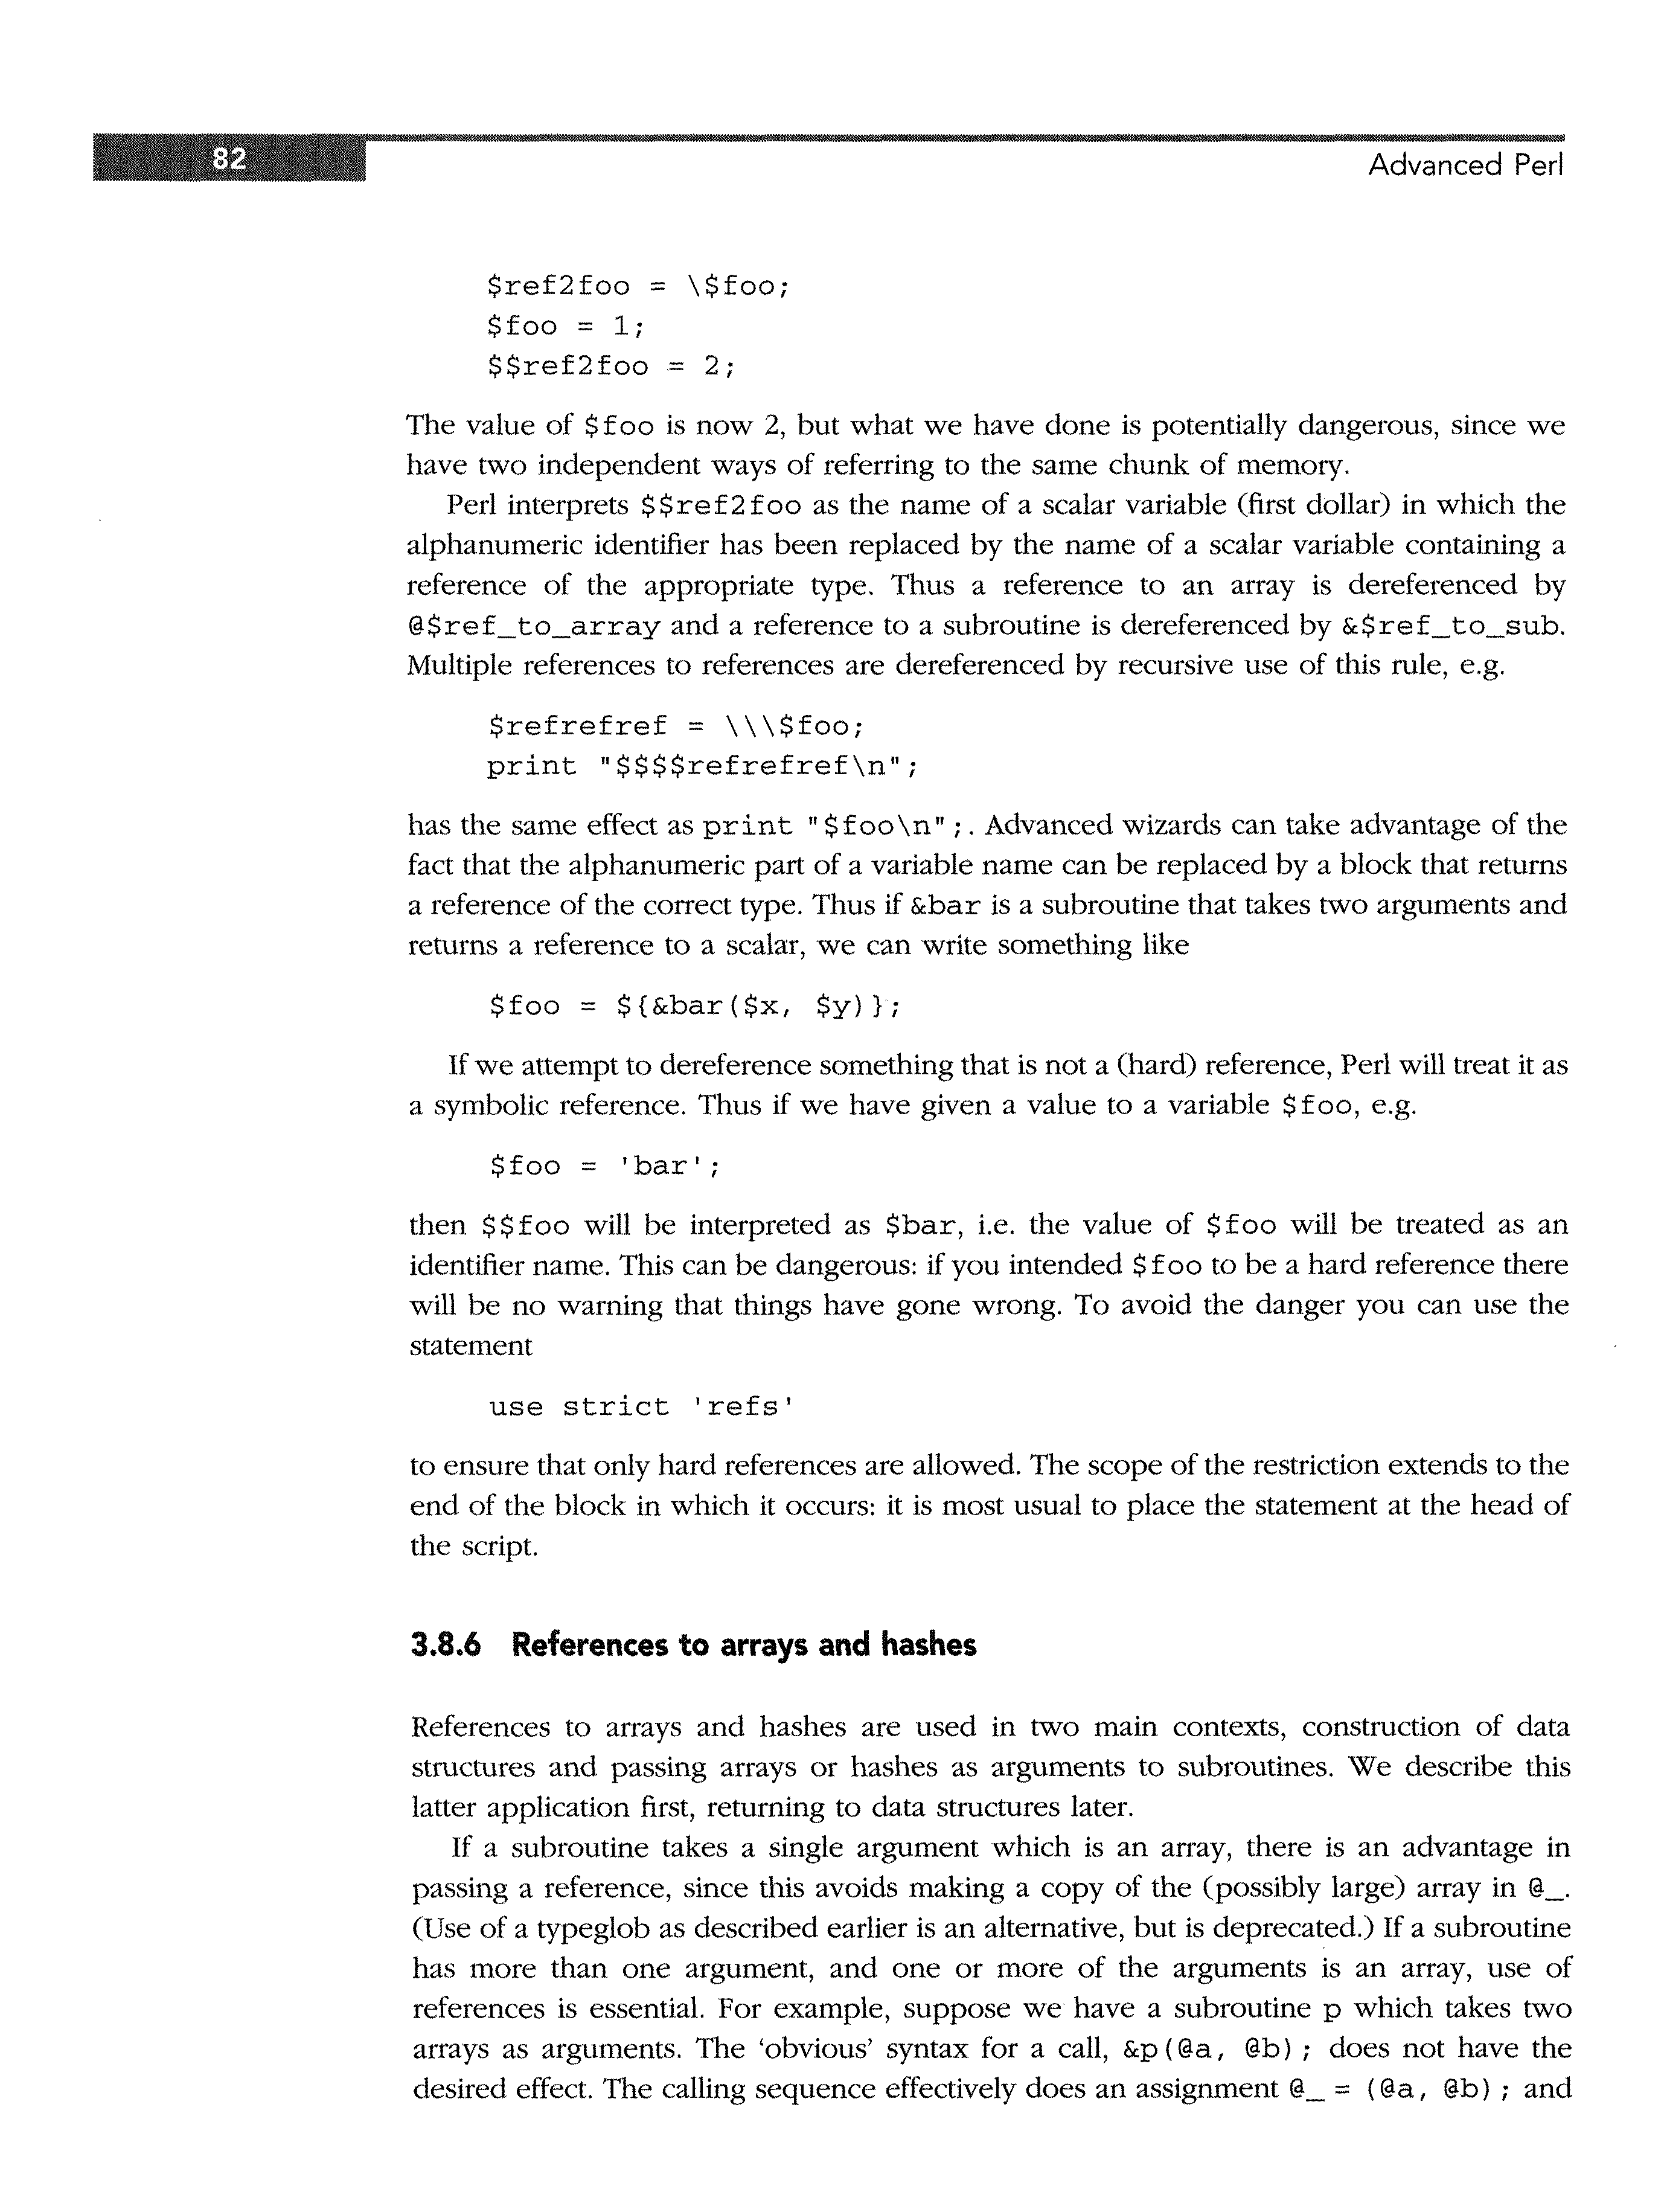 82
Advanced Perl
$ref2foo = \$foo;
$foo = 1;
$$ref2foo = 2;
The value of $foo is now 2, but what we have done is potentially dangerous, since we
have two independent ways of referring to the same chunk of memory.
Perl interprets $$ref2foo as the name of a scalar variable (first dollar) in which the
alphanumeric identifier has been replaced by the name of a scalar variable containing a
reference of the appropriate type. Thus a reference to an array is dereferenced by
@$ref_to_array and a reference to a subroutine is dereferenced by &$ref_to_sub.
Multiple references to references are dereferenced by recursive use of this rule, e.g.
$refrefref = \\\$foo;
print "$$$$refrefref\n";
has the same effect as print "$foo\n";. Advanced wizards can take advantage of the
fact that the alphanumeric part of a variable name can be replaced by a block that returns
a reference of the correct type. Thus if &bar is a subroutine that takes two arguments and
returns a reference to a scalar, we can write something like
$foo = ${&bar($x, $y)};
If we attempt to dereference something that is not a (hard) reference, Perl will treat it as
a symbolic reference. Thus if we have given a value to a variable $foo, e.g.
$foo = 'bar';
then $$foo will be interpreted as $bar, i.e. the value of $foo will be treated as an
identifier name. This can be dangerous: if you intended $foo to be a hard reference there
will be no warning that things have gone wrong. To avoid the danger you can use the
statement
use strict 'refs'
to ensure that only hard references are allowed. The scope of the restriction extends to the
end of the block in which it occurs: it is most usual to place the statement at the head of
the script.
3.8.6 References to arrays and hashes
References to arrays and hashes are used in two main contexts, construction of data
structures and passing arrays or hashes as arguments to subroutines. We describe this
latter application first, returning to data structures later.
If a subroutine takes a single argument which is an array, there is an advantage in
passing a reference, since this avoids making a copy of the (possibly large) array in @_.
(Use of a typeglob as described earlier is an alternative, but is deprecated.) If a subroutine
has more than one argument, and one or more of the arguments is an array, use of
references is essential. For example, suppose we have a subroutine p which takes two
arrays as arguments. The 'obvious' syntax for a call, &p(@a, @b); does not have the
desired effect. The calling sequence effectively does an assignment @_ = (@a, @b); and